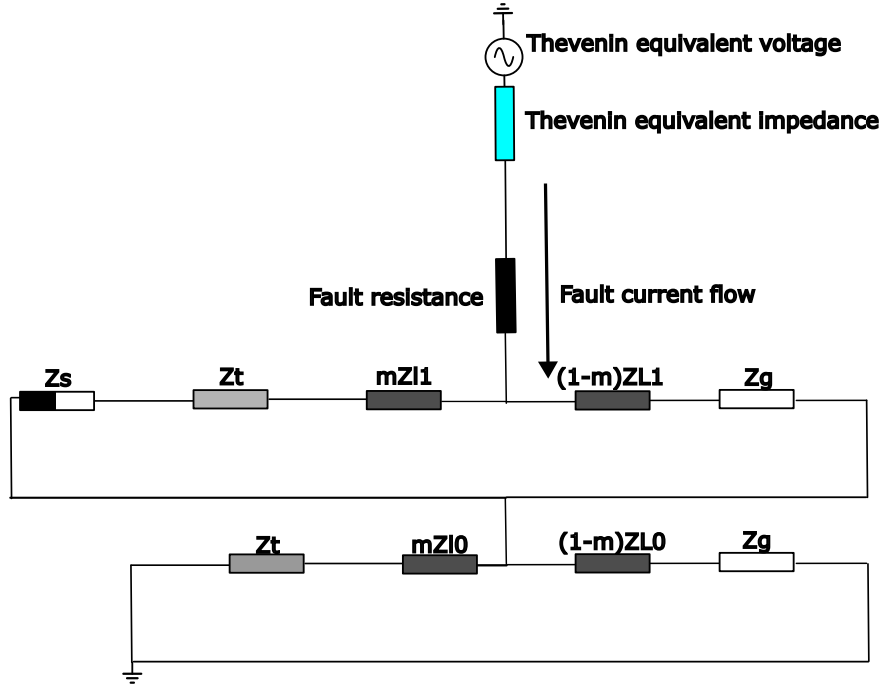 Thevenin equivalent voltage
Thevenin equivalent impedance
Fault resistance
Fault current flow
Zs
Zt
mZl1
(1-m)ZL1
Zg
Zt
mZl0
(1-m)ZL0
Zg